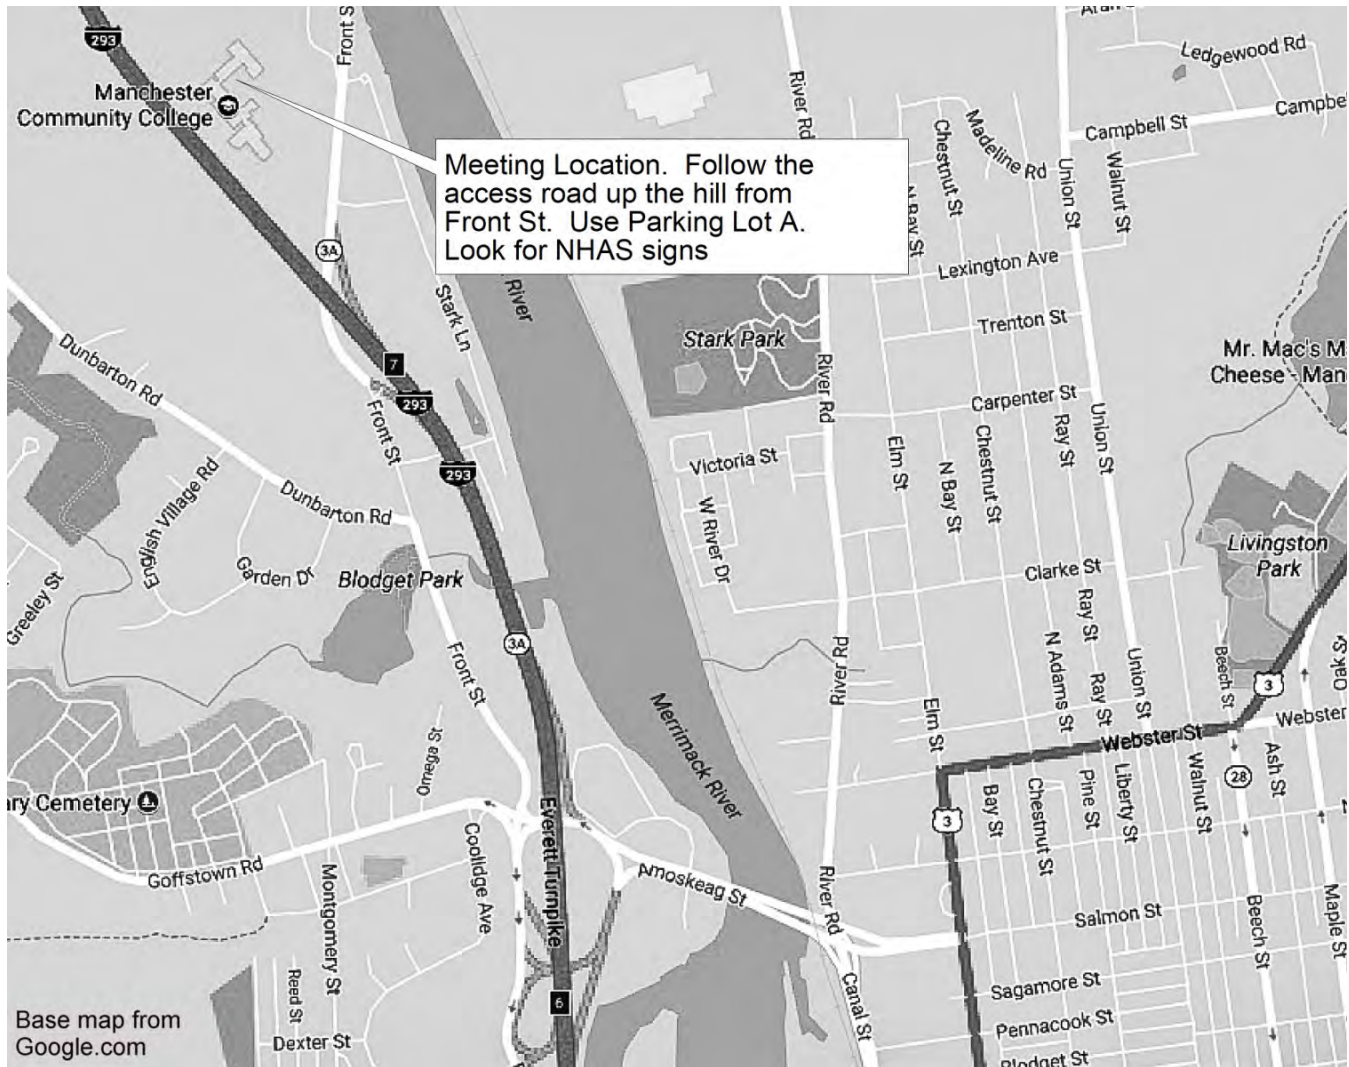 293
Front S
Manchester
Community College
Meeting Location.  Follow the
access road up the hill from
Front St.  Use Parking Lot A.
Look for NHAS signs
River Rd
Ledgewood Rd
Campbell St
Campbel
Chestnut St
Madeline Rd
Union St
Walnut St
N Bay St
Lexington Ave
3A
Stark Ln
River
Stark Park
Trenton St
Mr. Mac's M
Cheese - Man
Dunbarton Rd
7
293
River Rd
Carpenter St
Front St
Union St
Ray St
Chestnut St
Elm St
N Bay St
Victoria St
293
English Village Rd
Dunbarton Rd
W River Dr
Livingston
Park
Garden Dr
Blodget Park
Clarke St
Greeley St
Ray St
3A
Front St
River Rd
N Adams St
Ray St
Union St
Beech St
Oak St
3
Merrimack River
Elm St
Webster St
Webster
Omega St
ary Cemetery
Everett Turnpike
3
Bay St
Chestnut St
Pine St
Liberty St
Walnut St
28
Ash St
N
Goffstown Rd
Coolidge Ave
Montgomery St
Amoskeag St
River Rd
Salmon St
Beech St
Maple St
Reed St
6
Canal St
Sagamore St
Pennacook St
Blodget St
Dexter St
Base map from
Google.com